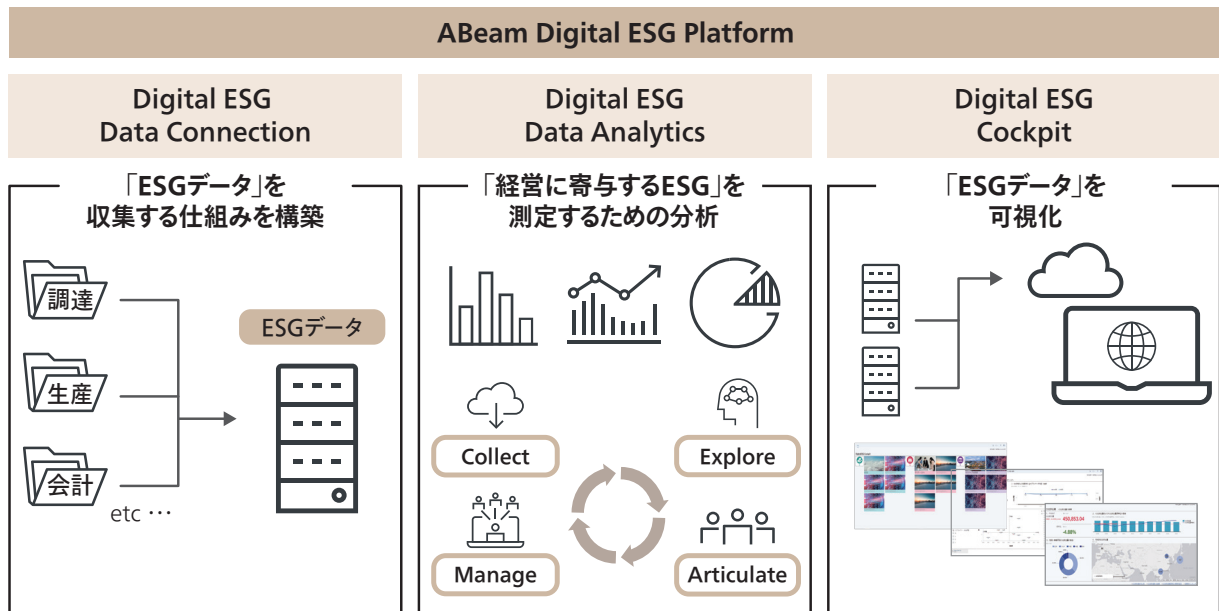 ABeam Digital ESG Platform
Digital ESG
Data Connection
「ESGデータ」を
収集する仕組みを構築
調達
生産
会計
etc …
ESGデータ
Digital ESG
Data Analytics
「経営に寄与するESG」を
測定するための分析
Collect
Explore
Manage
Articulate
Digital ESG
Cockpit
「ESGデータ」を
可視化